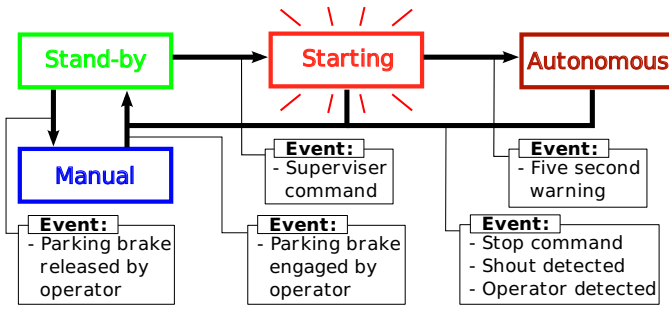 Stand-by
Starting
Autonomous
Manual
Event:
- Superviser
command
Event:
- Five second
warning
Event:
- Parking brake
released by
operator
Event:
- Parking brake
engaged by
operator
Event:
- Stop command
- Shout detected
- Operator detected